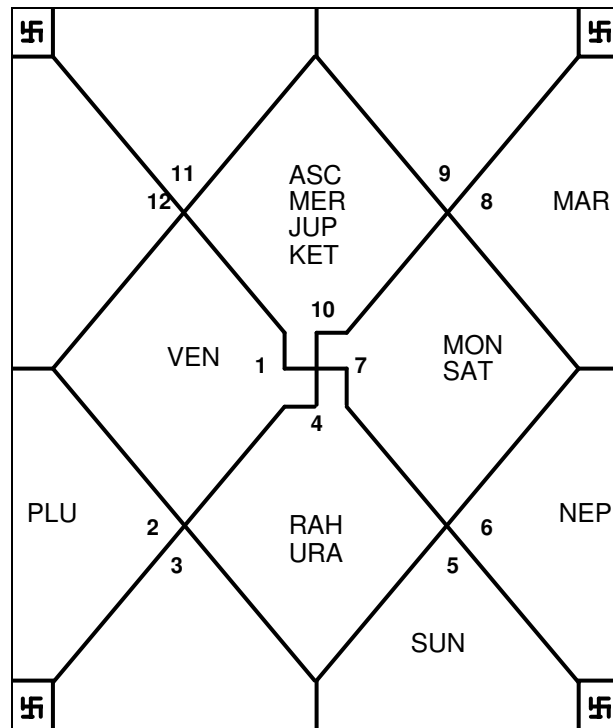 11
9
12
8
ASC
MER
JUP
KET
MAR
10
VEN
1
7
MON
SAT
4
PLU
2
3
RAH
URA
6
5
NEP
SUN